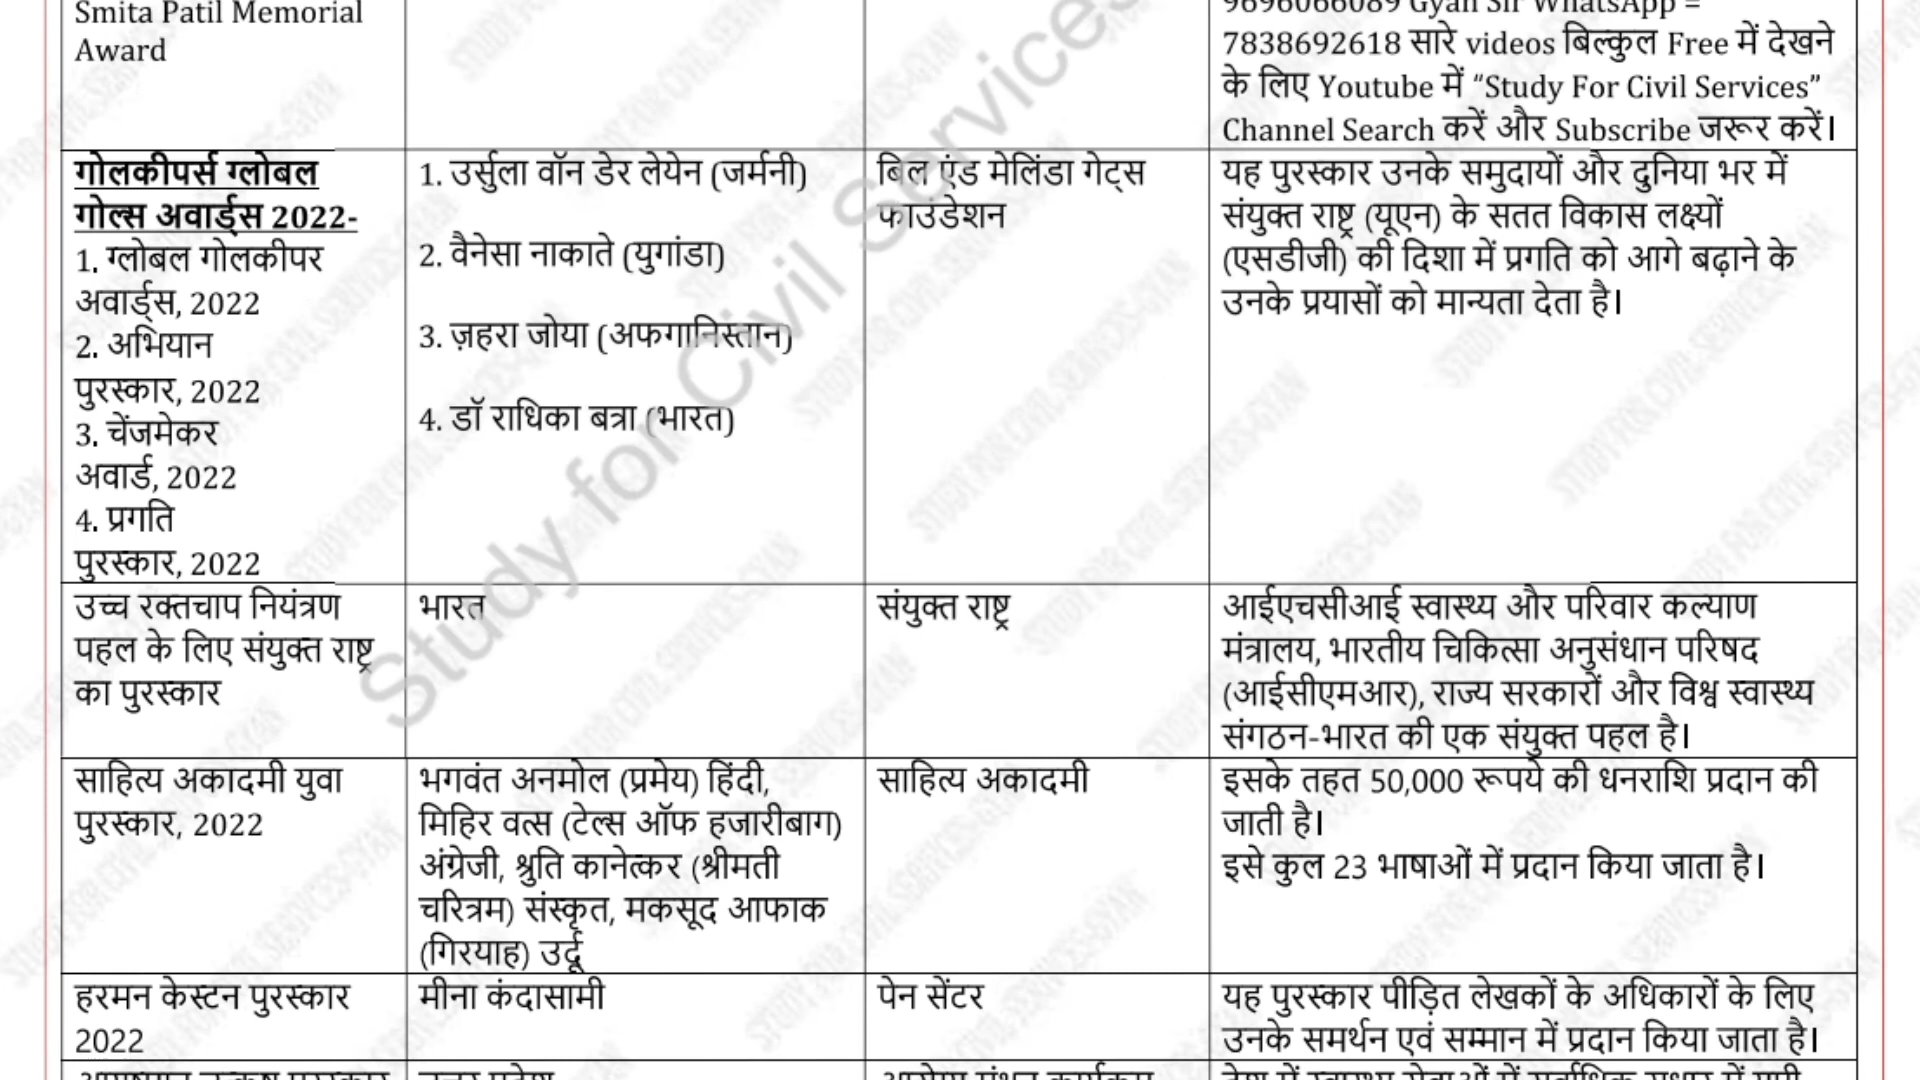 Smita Patil Memorial
Award
9696066089 Gyan Sir WhatsApp =
7838692618 सारे videos बिल्कुल Free में देखने
के लिए Youtube में “Study For Civil Services”
Channel Search करें और Subscribe जरूर करें।
गोलकीपर्स ग्लोबल
गोल्स अवार्ड्स 2022-
1. ग्लोबल गोलकीपर
अवार्ड्स, 2022
2. अभियान
पुरस्कार, 2022
3. चेंजमेकर
अवार्ड, 2022
4. प्रगति
पुरस्कार, 2022
1. उर्सुला वॉन डेर लेयेन (जर्मनी)
2. वैनेसा नाकाते (युगांडा)
3. ज़हरा जोया (अफगानिस्तान)
4. डॉ राधिका बत्रा (भारत)
बिल एंड मेलिंडा गेट्स
फाउंडेशन
यह पुरस्कार उनके समुदायों और दुनिया भर में
संयुक्त राष्ट्र (यूएन) के सतत विकास लक्ष्यों
(एसडीजी) की दिशा में प्रगति को आगे बढ़ाने के
उनके प्रयासों को मान्यता देता है।
उच्च रक्तचाप नियंत्रण
पहल के लिए संयुक्त राष्ट्र
का पुरस्कार
भारत
संयुक्त राष्ट्र
आईएचसीआई स्वास्थ्य और परिवार कल्याण
मंत्रालय, भारतीय चिकित्सा अनुसंधान परिषद
(आईसीएमआर), राज्य सरकारों और विश्व स्वास्थ्य
संगठन-भारत की एक संयुक्त पहल है।
साहित्य अकादमी युवा
पुरस्कार, 2022
भगवंत अनमोल (प्रमेय) हिंदी,
मिहिर वत्स (टेल्स ऑफ हजारीबाग)
अंग्रेजी, श्रुति कानेत्कर (श्रीमती
चरित्रम) संस्कृत, मकसूद आफाक
(गिरयाह) उर्दू
साहित्य अकादमी
इसके तहत 50,000 रूपये की धनराशि प्रदान की
जाती है।
इसे कुल 23 भाषाओं में प्रदान किया जाता है।
हरमन केस्टन पुरस्कार
2022
मीना कंदासामी
पेन सेंटर
यह पुरस्कार पीड़ित लेखकों के अधिकारों के लिए
उनके समर्थन एवं सम्मान में प्रदान किया जाता है।
Study for Civil Services